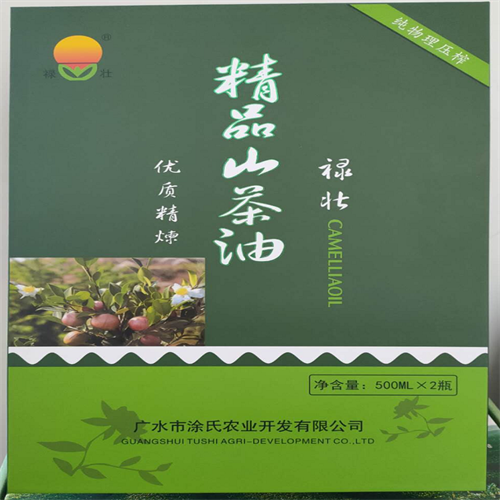 纯物理压榨
禄 壮
精品山茶油
优质精炼
禄壮
CAMELLIAOIL
净含量：500ML×2瓶
广水市涂氏农业开发有限公司
GUANGSHUI TUSHI AGRI-DEVELOPMENT CO.,LTD